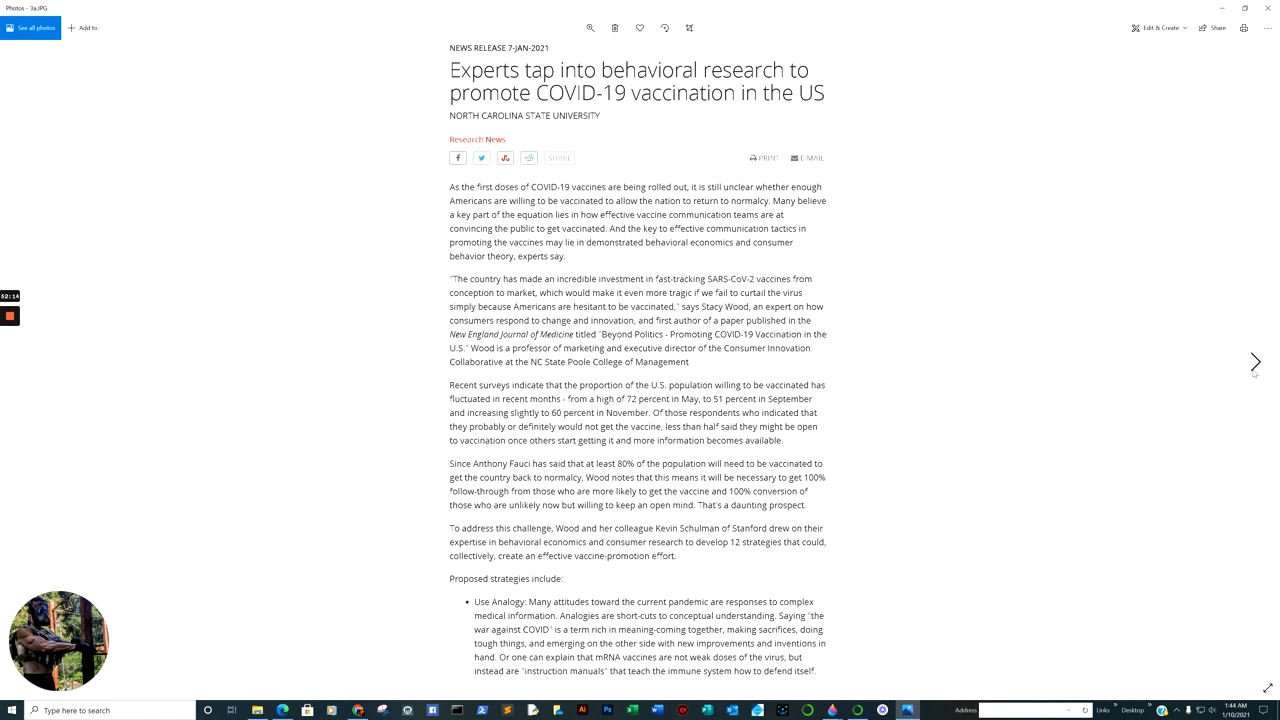 Photos - 3a.JPG
See all photos
Add to
Edit & Create
Share
NEWS RELEASE 7-JAN-2021
Experts tap into behavioral research to
promote COVID-19 vaccination in the US
NORTH CAROLINA STATE UNIVERSITY
Research News
SHARE
PRINT
E-MAIL
As the first doses of COVID-19 vaccines are being rolled out, it is still unclear whether enough
Americans are willing to be vaccinated to allow the nation to return to normalcy. Many believe
a key part of the equation lies in how effective vaccine communication teams are at
convincing the public to get vaccinated. And the key to effective communication tactics in
promoting the vaccines may lie in demonstrated behavioral economics and consumer
behavior theory, experts say.
"The country has made an incredible investment in fast-tracking SARS-CoV-2 vaccines from
conception to market, which would make it even more tragic if we fail to curtail the virus
simply because Americans are hesitant to be vaccinated," says Stacy Wood, an expert on how
consumers respond to change and innovation, and first author of a paper published in the
New England Journal of Medicine titled "Beyond Politics - Promoting COVID-19 Vaccination in the
U.S." Wood is a professor of marketing and executive director of the Consumer Innovation
Collaborative at the NC State Poole College of Management
Recent surveys indicate that the proportion of the U.S. population willing to be vaccinated has
fluctuated in recent months - from a high of 72 percent in May, to 51 percent in September
and increasing slightly to 60 percent in November. Of those respondents who indicated that
they probably or definitely would not get the vaccine, less than half said they might be open
to vaccination once others start getting it and more information becomes available.
Since Anthony Fauci has said that at least 80% of the population will need to be vaccinated to
get the country back to normalcy, Wood notes that this means it will be necessary to get 100%
follow-through from those who are more likely to get the vaccine and 100% conversion of
those who are unlikely now but willing to keep an open mind. That's a daunting prospect.
To address this challenge, Wood and her colleague Kevin Schulman of Stanford drew on their
expertise in behavioral economics and consumer research to develop 12 strategies that could,
collectively, create an effective vaccine-promotion effort.
Proposed strategies include:
• Use Analogy: Many attitudes toward the current pandemic are responses to complex
medical information. Analogies are short-cuts to conceptual understanding. Saying "the
war against COVID" is a term rich in meaning-coming together, making sacrifices, doing
tough things, and emerging on the other side with new improvements and inventions in
hand. Or one can explain that mRNA vaccines are not weak doses of the virus, but
instead are "instruction manuals" that teach the immune system how to defend itself.
52:14
Type here to search
Address
Links
Desktop
1:44 AM
1/10/2021